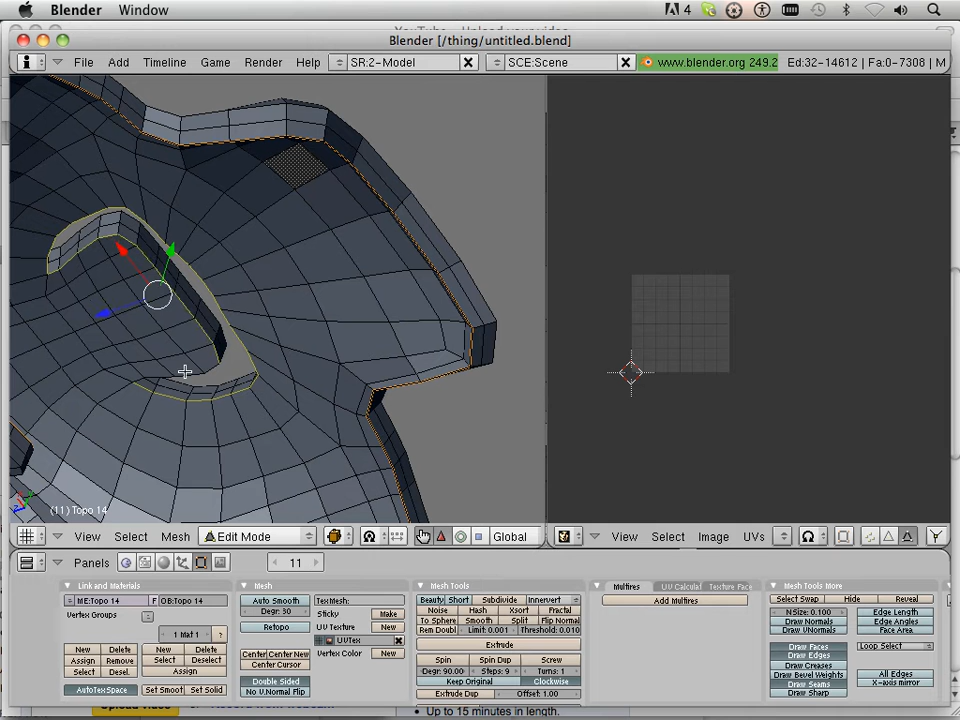 Blender Window 4
Blender [/thing/untitled.blend]
File Add Timeline Game Render Help SR:2-Model SCE:Scene www.blender.org 249.2 Ed:32-14612 | Fa:0-7308 | M
(11) Topo 14
View Select Mesh Edit Mode Global View Select Image UVs
Panels 11
Link and Materials Mesh Mesh Tools Multires UV Calcul Texture Face Mesh Tools More
ME:Topo 14 F OB:Topo 14 Auto Smooth TexMesh: Beauty Short Subdivide Innervert Add Multires Select Swap Hide Reveal
Vertex Groups Degr: 30 Sticky Make Noise Hash Xsort Fractal NSize: 0.100 Edge Length
1 Mat 1 ? Retopo UV Texture New To Sphere Smooth Split Flip Normal Draw Normals Edge Angles
UVTex Rem Doubl Limit: 0.001 Threshold: 0.010 Draw VNormals Face Area
New Delete New Delete Center Center New Vertex Color New Extrude Draw Faces Loop Select
Assign Remove Select Deselect Center Cursor Spin Spin Dup Screw Draw Edges
Select Desel. Assign Double Sided Degr: 90.00 Steps: 9 Turns: 1 Draw Creases All Edges
AutoTexSpace Set Smoot Set Solid No V.Normal Flip Keep Original Clockwise Draw Bevel Weights X-axis mirror
Extrude Dup Offset: 1.00 Draw Seams
Draw Sharp
Up to 15 minutes in length.